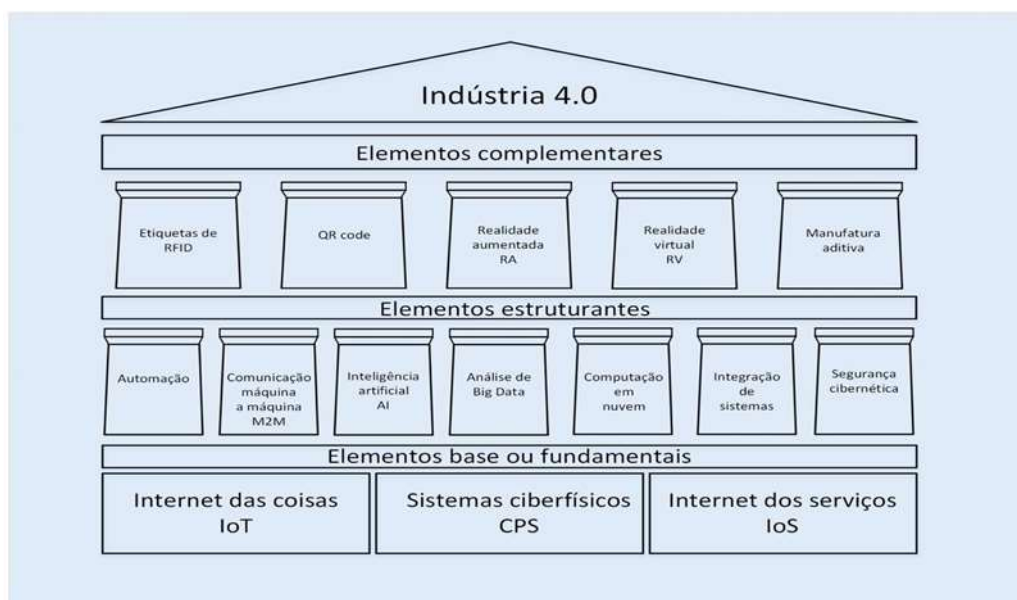 Indústria 4.0
Elementos complementares
Etiquetas de
RFID
QR code
Realidade
aumentada
RA
Realidade
virtual
RV
Manufatura
aditiva
Elementos estruturantes
Automação
Comunicação
máquina
a máquina
M2M
Inteligência
artificial
AI
Análise de
Big Data
Computação
em
nuvem
Integração
de
sistemas
Segurança
cibernética
Elementos base ou fundamentais
Internet das coisas
IoT
Sistemas ciberfísicos
CPS
Internet dos serviços
IoS